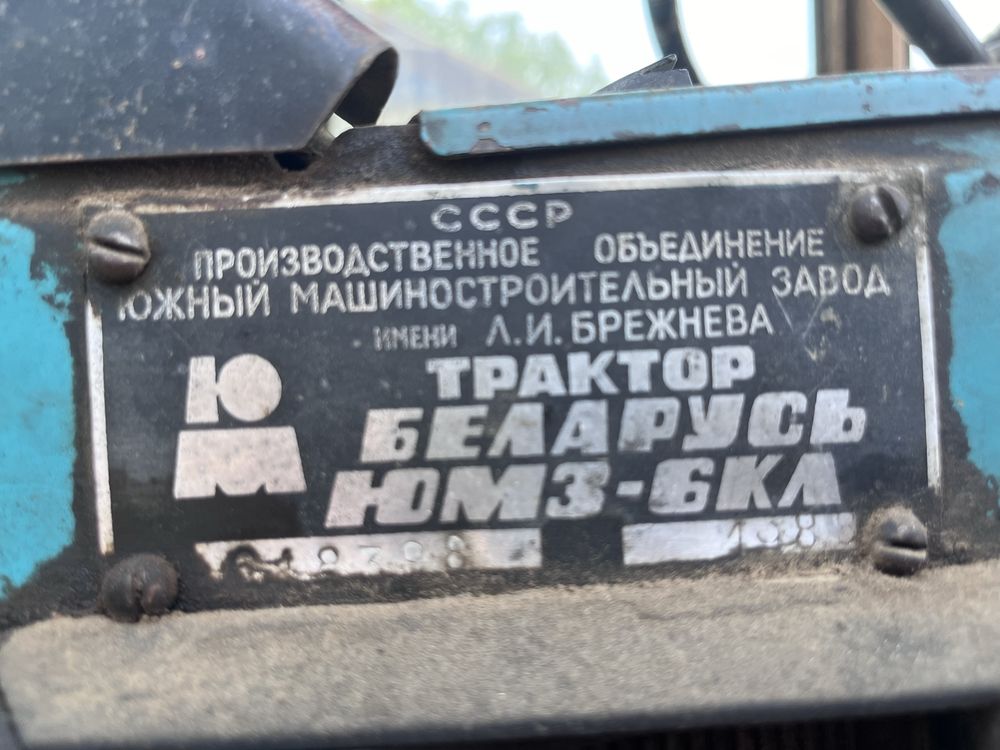 СССР
ПРОИЗВОДСТВЕННОЕ ОБЪЕДИНЕНИЕ
ЮЖНЫЙ МАШИНОСТРОИТЕЛЬНЫЙ ЗАВОД
ИМЕНИ Л.И. БРЕЖНЕВА
ЮМ
ТРАКТОР
БЕЛАРУСЬ
ЮМЗ-6КЛ